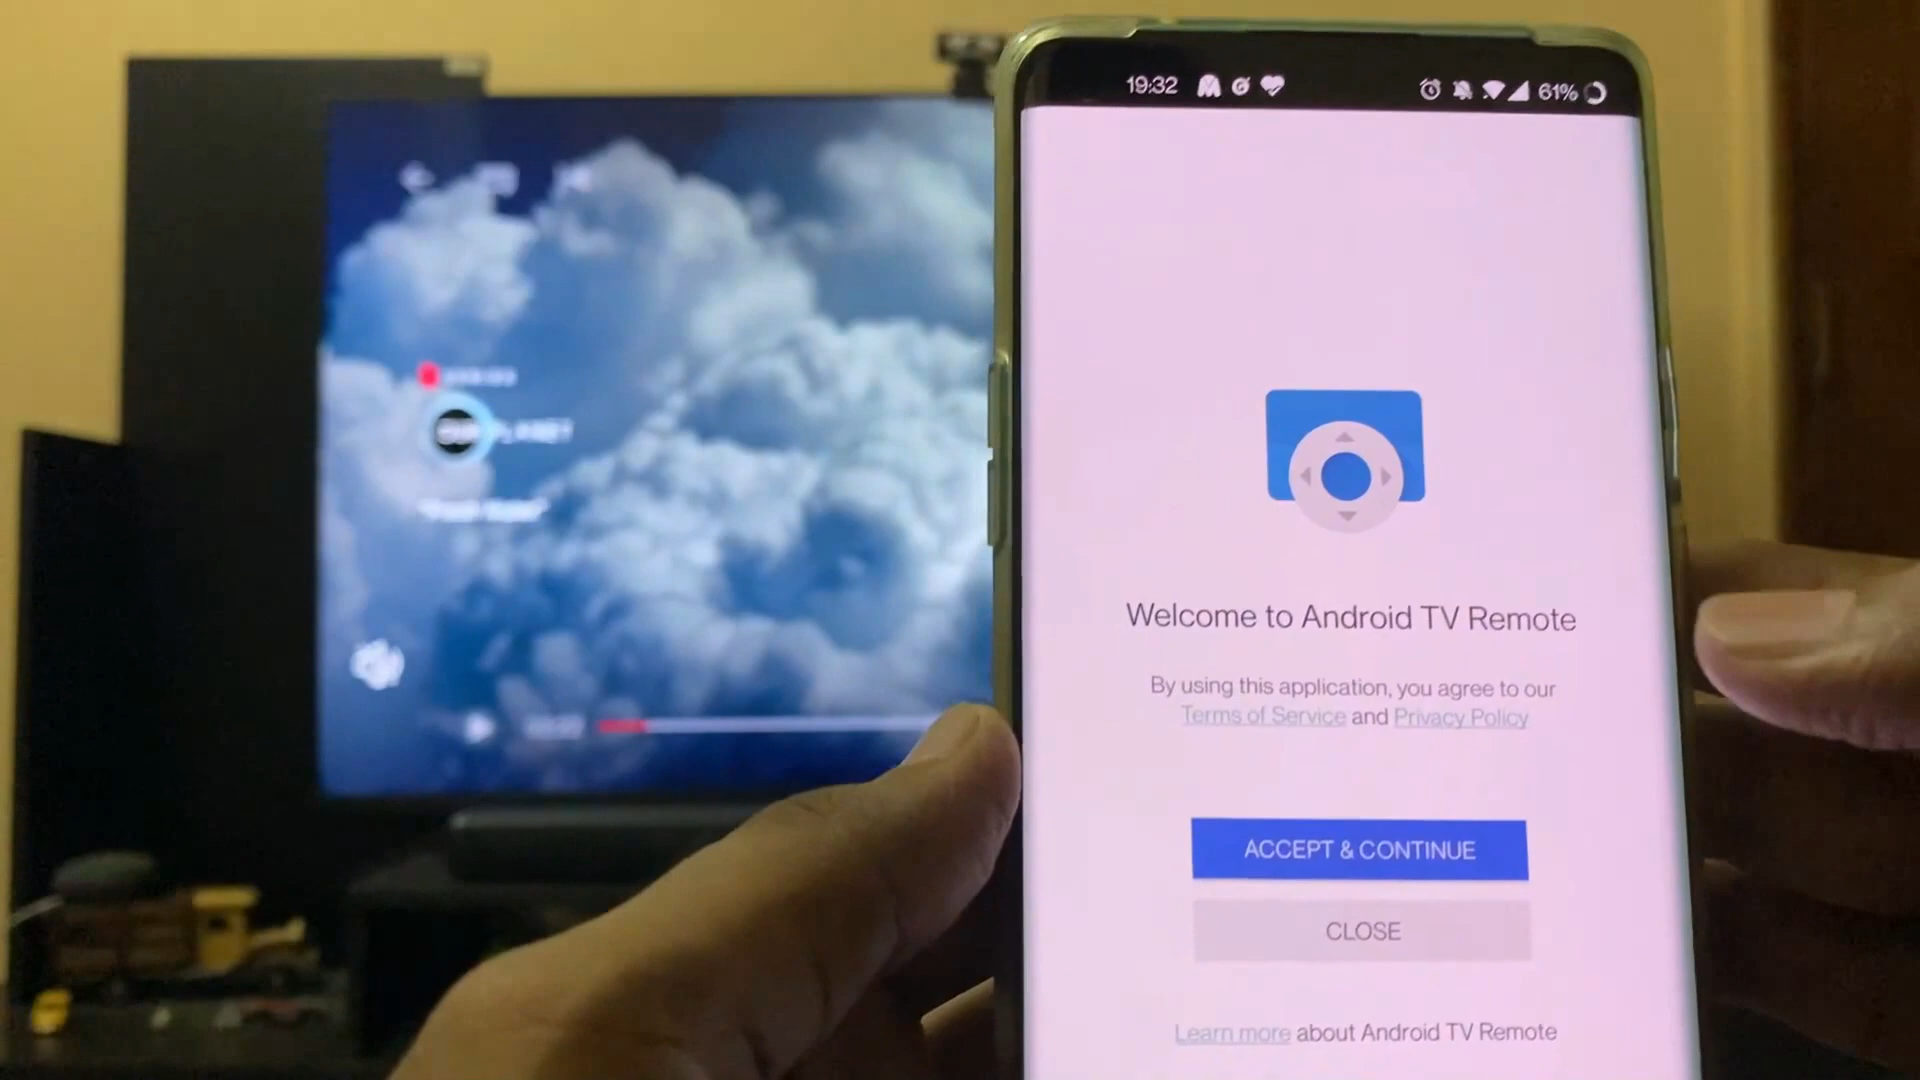 19:32
61%
PLANET
Welcome to Android TV Remote
By using this application, you agree to our
Terms of Service and Privacy Policy
ACCEPT & CONTINUE
CLOSE
Learn more about Android TV Remote